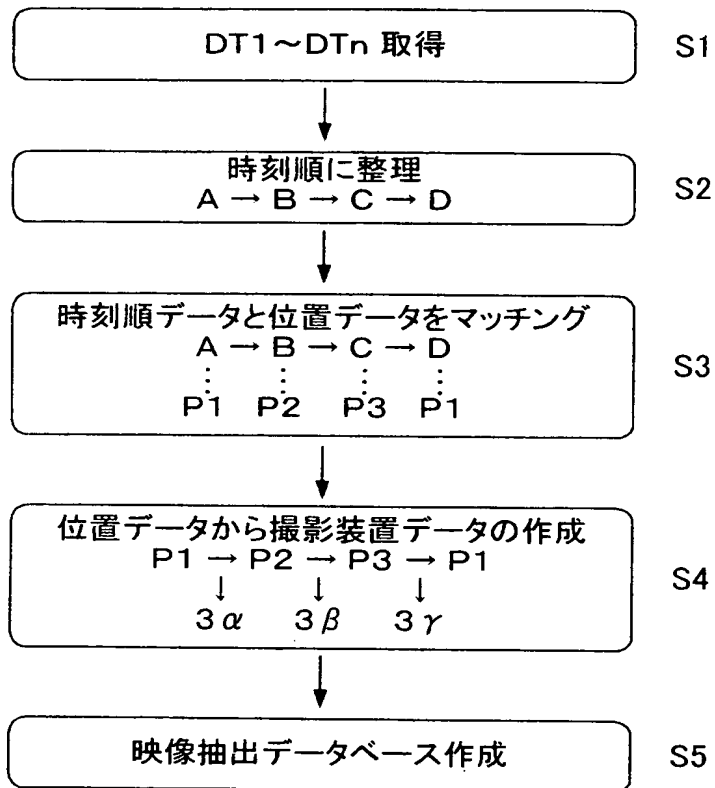 DT1～DTn 取得 S1
時刻順に整理
A → B → C → D
S2
時刻順データと位置データをマッチング
A → B → C → D
P1 P2 P3 P1
S3
位置データから撮影装置データの作成
P1 → P2 → P3 → P1
3α 3β 3γ
S4
映像抽出データベース作成 S5